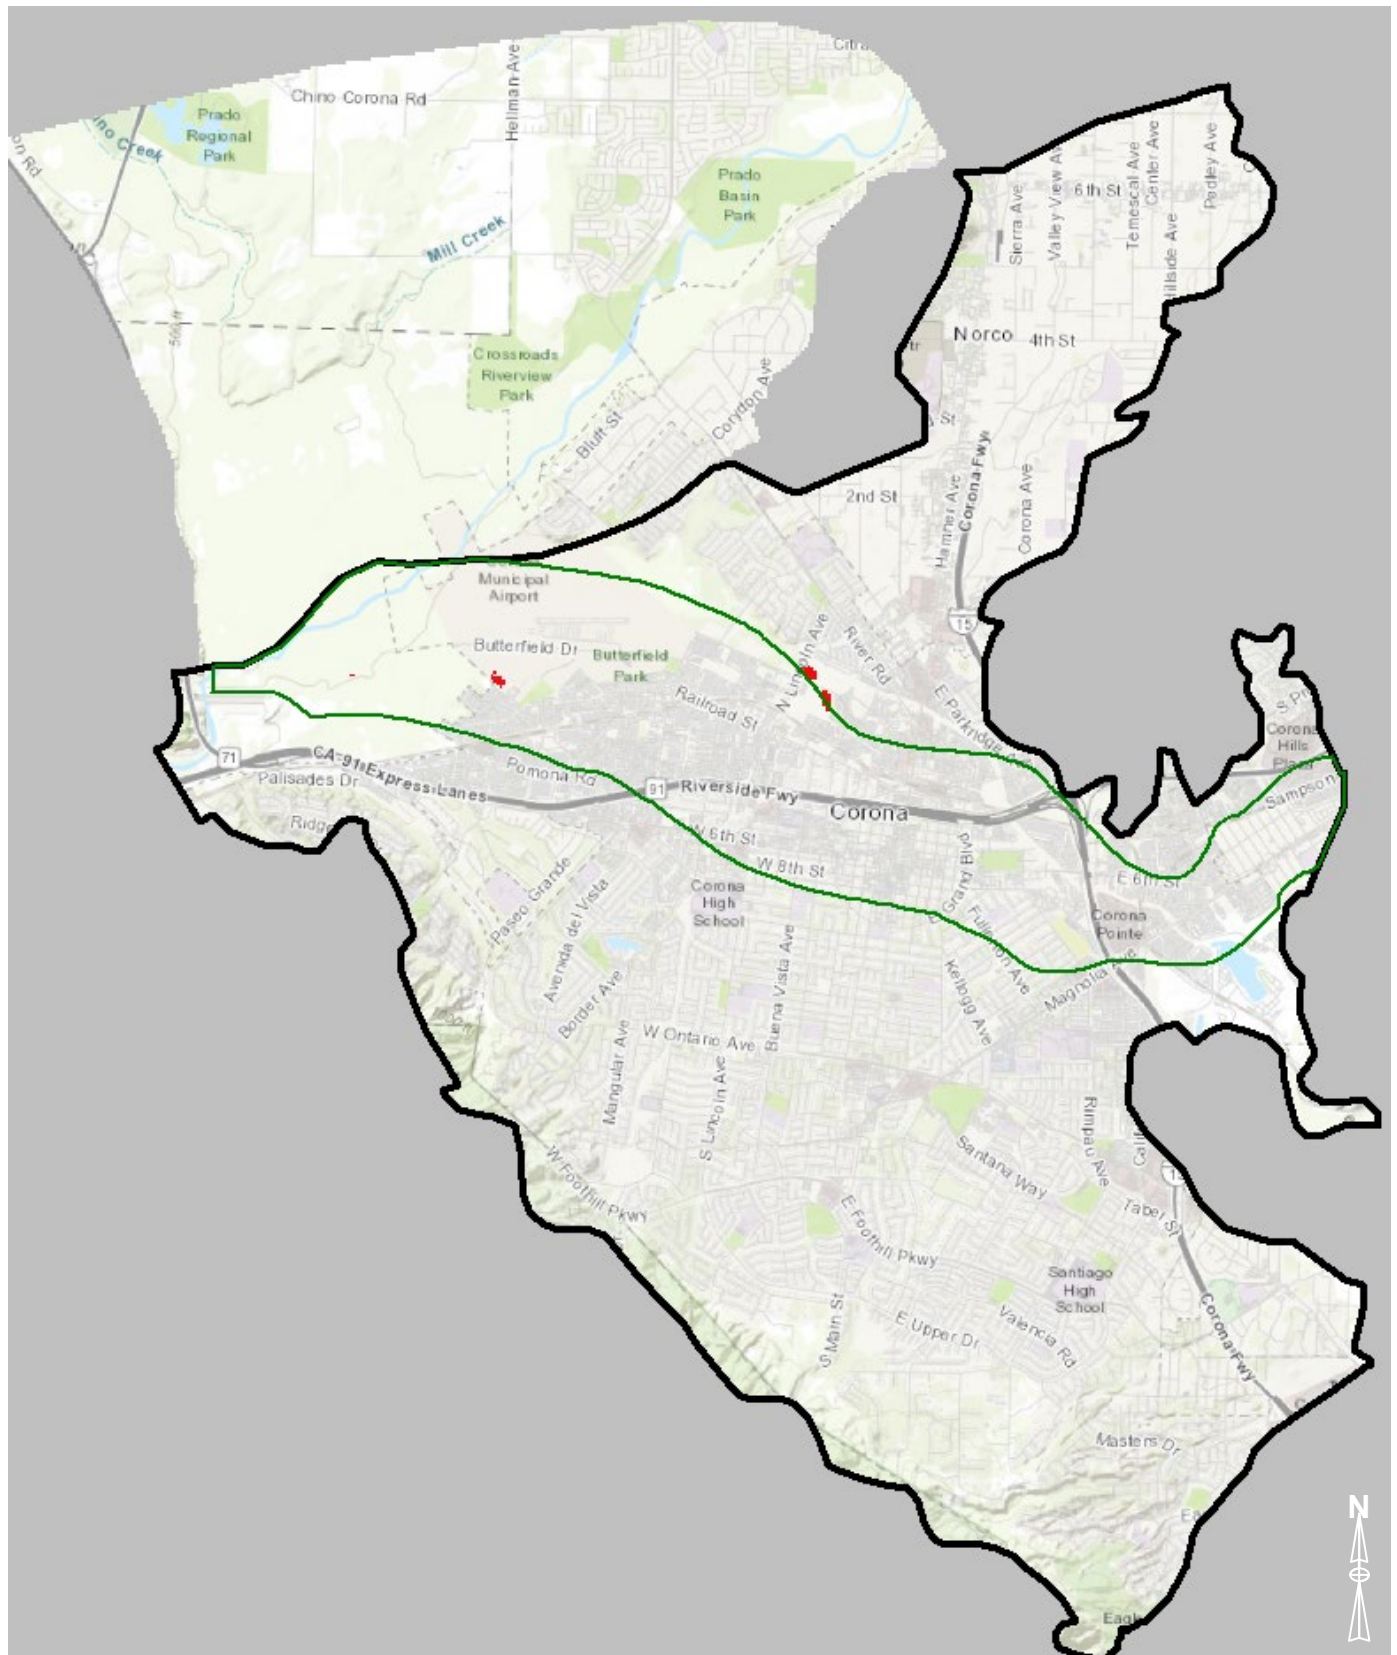 Chino Corona Rd
Hellman Ave
Prado
Regional
Park
Creek
Rd
Prado
Basin
Park
Mill Creek
6th St
Sierra Ave
Temescal Ave
Center Ave
Pedley Ave
Norco
4th St
Crossroads
Riverview
Park
Bluff St
Corydon Ave
St
2nd St
Hamner Ave
Corona Fwy
Corona Ave
Municipal
Airport
15
Butterfield Dr
Butterfield
Park
N Lincoln Ave
River Rd
Railroad St
E Parkridge
Corona
Hills
Plaza
Sampson
71
CA-91 Express Lanes
Palisades Dr
Pomona Rd
91
Riverside Fwy
Corona
W 6th St
W 8th St
Grand Blvd
E 6th St
Corona
High
School
Corona
Pointe
Paseo Grande
Avenida del Vista
Border Ave
Buena Vista Ave
Fullerton Ave
Kellogg Ave
Magnolia Ave
W Ontario Ave
Mangular Ave
S Lincoln Ave
Rimpau Ave
W Foothill Pkwy
Santana Way
Tabel St
E Foothill Pkwy
Santiago
High
School
S Main St
E Upper Dr
Valencia Rd
Corona Fwy
Masters Dr
N